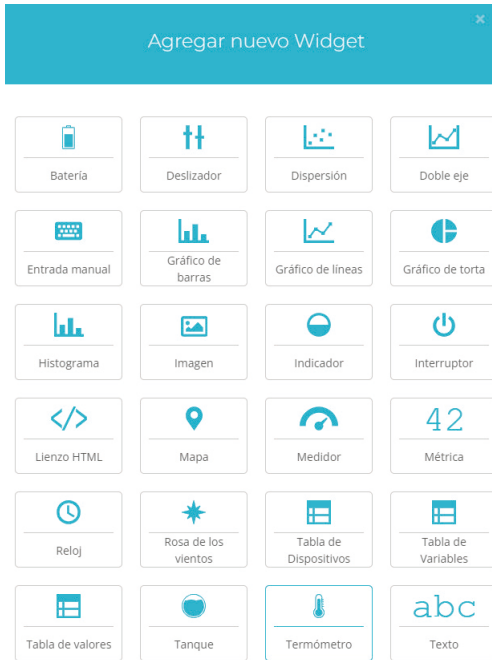 Agregar nuevo Widget
×
Batería
Deslizador
Dispersión
Doble eje
Entrada manual
Gráfico de
barras
Gráfico de líneas
Gráfico de torta
Histograma
Imagen
Indicador
Interruptor
</>
42
Lienzo HTML
Mapa
Medidor
Métrica
Reloj
Rosa de los
vientos
Tabla de
Dispositivos
Tabla de
Variables
abc
Tabla de valores
Tanque
Termómetro
Texto